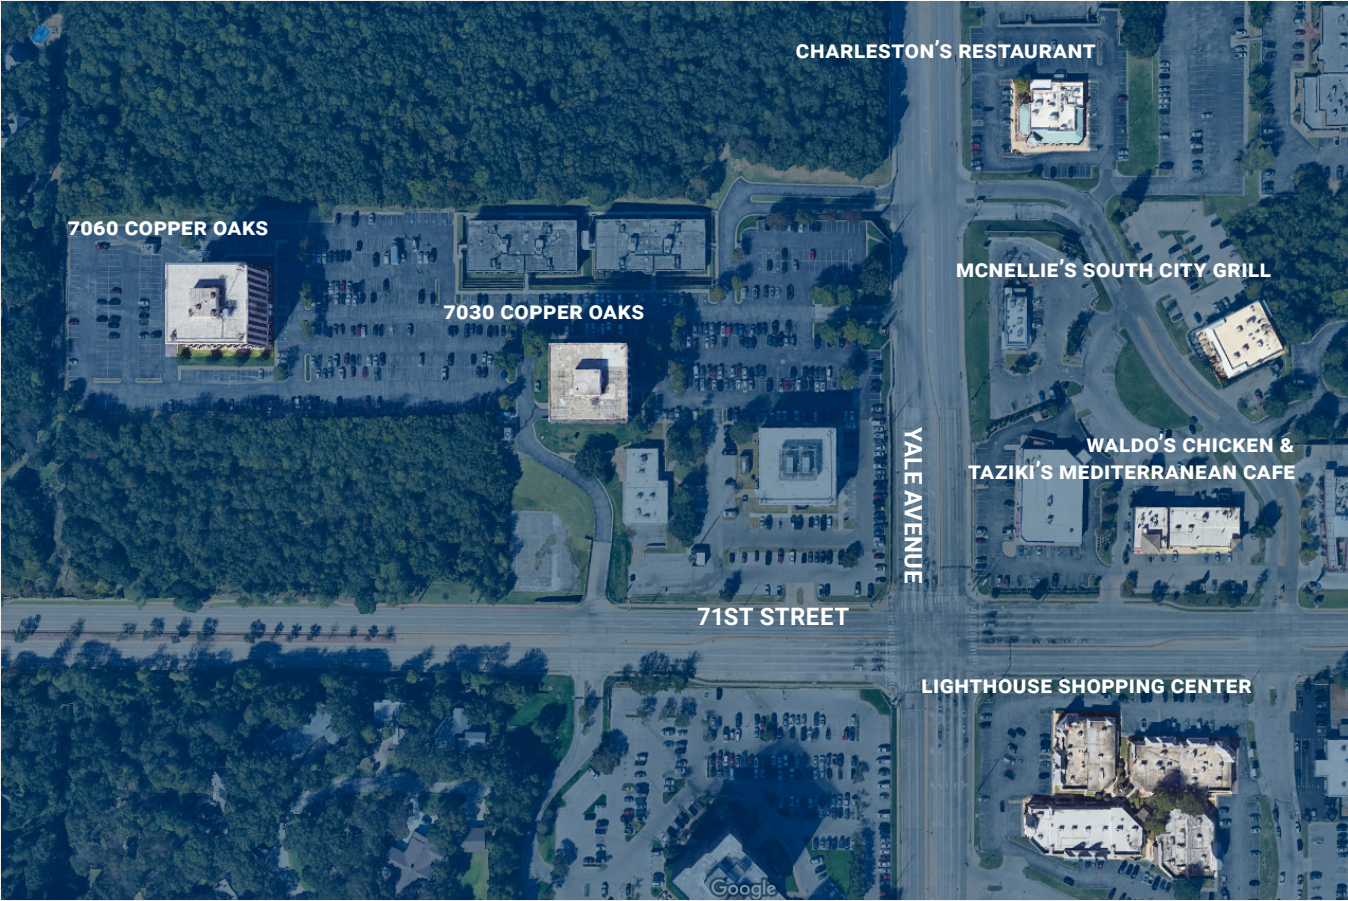 CHARLESTON'S RESTAURANT
7060 COPPER OAKS
MCNELLIE'S SOUTH CITY GRILL
7030 COPPER OAKS
WALDO'S CHICKEN &
TAZIKI'S MEDITERRANEAN CAFE
YALE AVENUE
71ST STREET
LIGHTHOUSE SHOPPING CENTER
Google